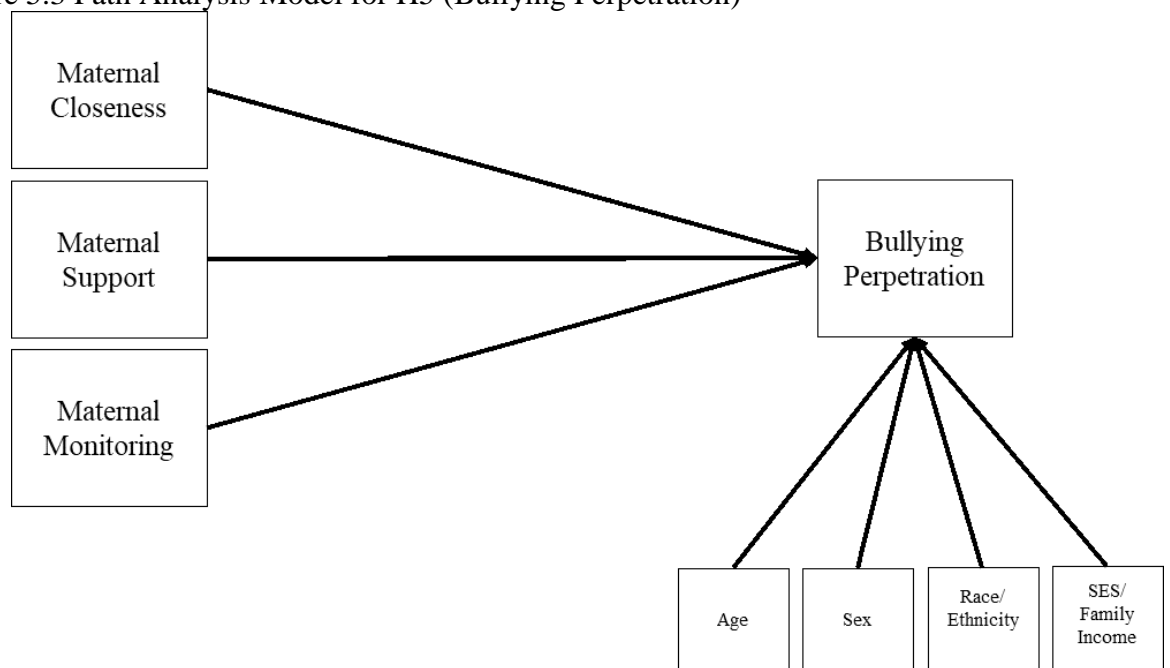 3.3 Path Analysis Model for H3 (Bullying Perpetration)
Maternal
Closeness
Maternal
Support
Maternal
Monitoring
Bullying
Perpetration
Age
Sex
Race/
Ethnicity
SES/
Family
Income